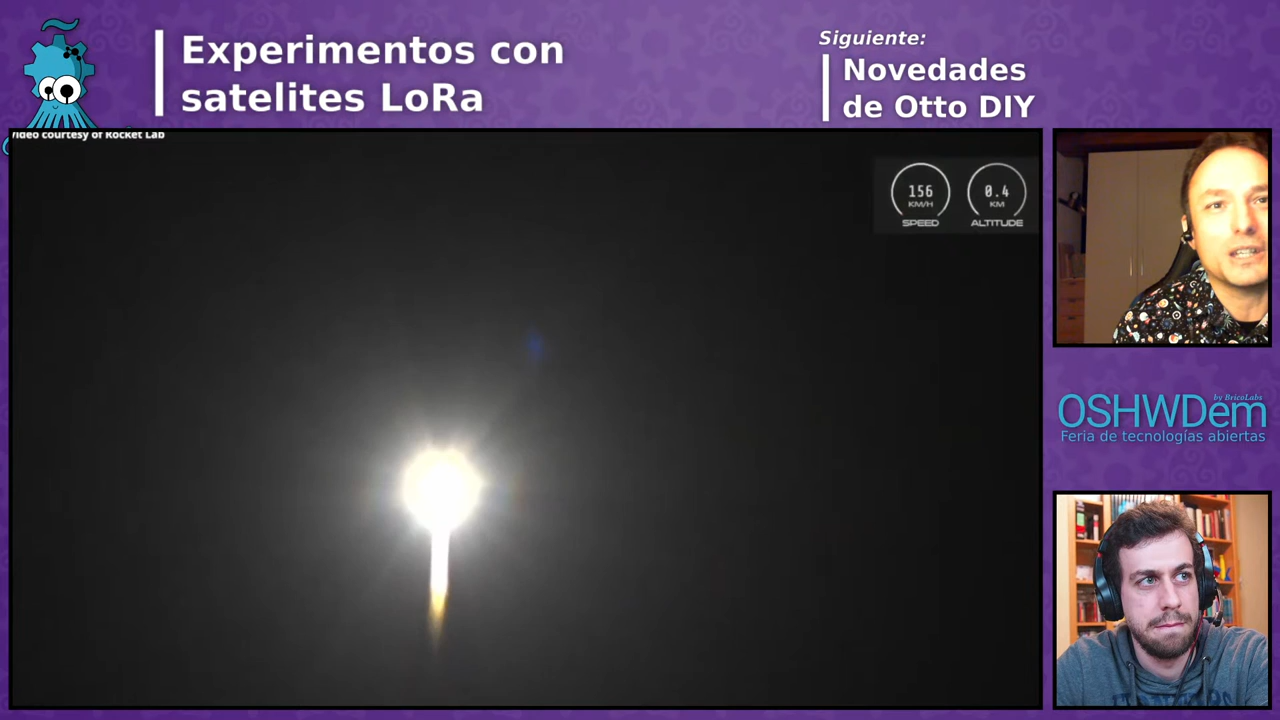 Experimentos con
satelites LoRa
Siguiente:
Novedades
de Otto DIY
Video courtesy of Rocket Lab
156
KM/H
SPEED
0.4
KM
ALTITUDE
by BricoLabs
OSHWDem
Feria de tecnologías abiertas